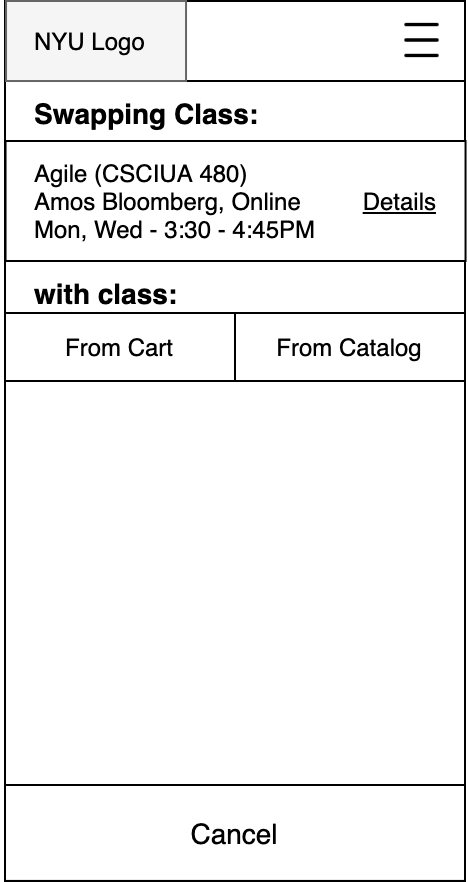 NYU Logo
Swapping Class:
Agile (CSCIUA 480)
Amos Bloomberg, Online
Details
Mon, Wed - 3:30 - 4:45PM
with class:
From Cart
From Catalog
Cancel